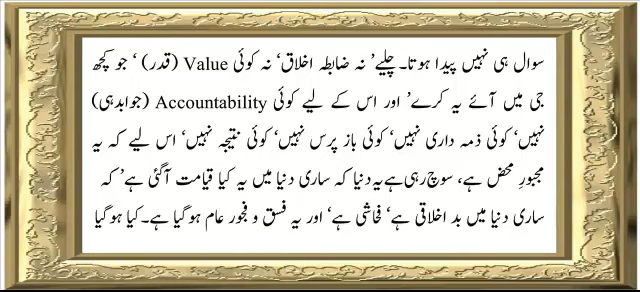 سوال ہی نہیں پیدا ہوتا۔ چلیے’ نہ ضابطہ اخلاق‘ نہ کوئی Value (قدر) ‘ جو کچھ
جی میں آئے یہ کرے’ اور اس کے لیے کوئی Accountability (جوابدہی)
نہیں‘ کوئی ذمہ داری نہیں‘ کوئی باز پرس نہیں‘ کوئی نتیجہ نہیں‘ اس لیے کہ یہ
مجبورِ محض ہے، سوچ رہی ہے یہ دنیا کہ ساری دنیا میں یہ کیا قیامت آگئی ہے’ کہ
ساری دنیا میں بد اخلاقی ہے‘ فحاشی ہے‘ اور یہ فسق و فجور عام ہوگیا ہے۔ کیا ہوگیا